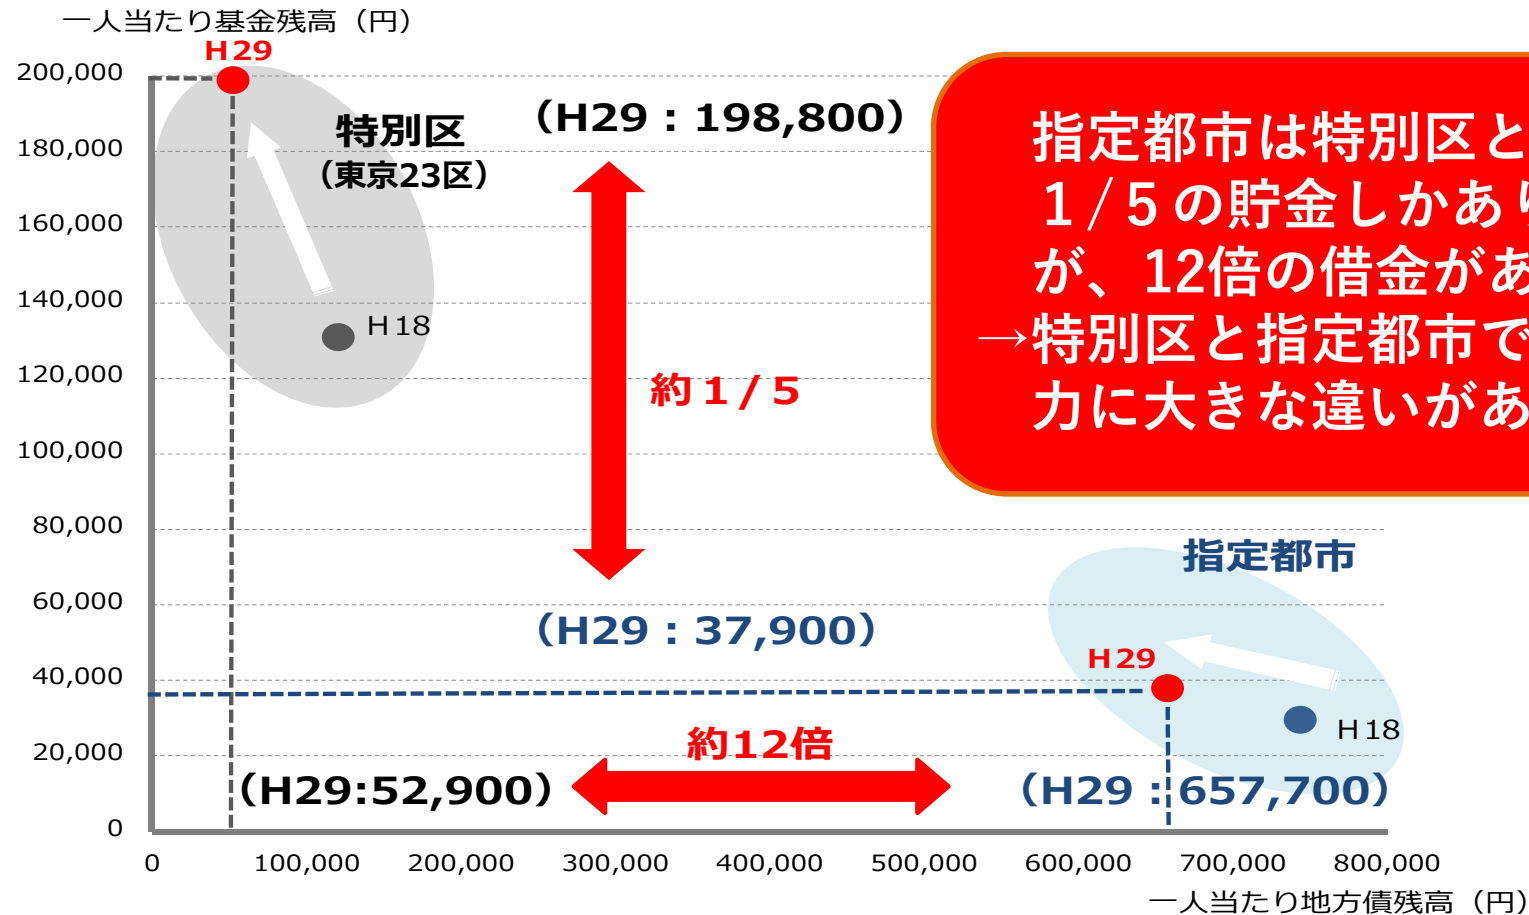 一人当たり基金残高（円）
H29
200,000
180,000
160,000
140,000
120,000
100,000
80,000
60,000
40,000
20,000
0
特別区
（東京23区）
（H29：198,800）
H18
約１/５
指定都市は特別区と
１/５の貯金しかあ
が、12倍の借金があ
→特別区と指定都市で
力に大きな違いがあ
指定都市
（H29：37,900）
H29
H18
約12倍
（H29:52,900）
（H29：657,700）
0
100,000
200,000
300,000
400,000
500,000
600,000
700,000
800,000
一人当たり地方債残高（円）